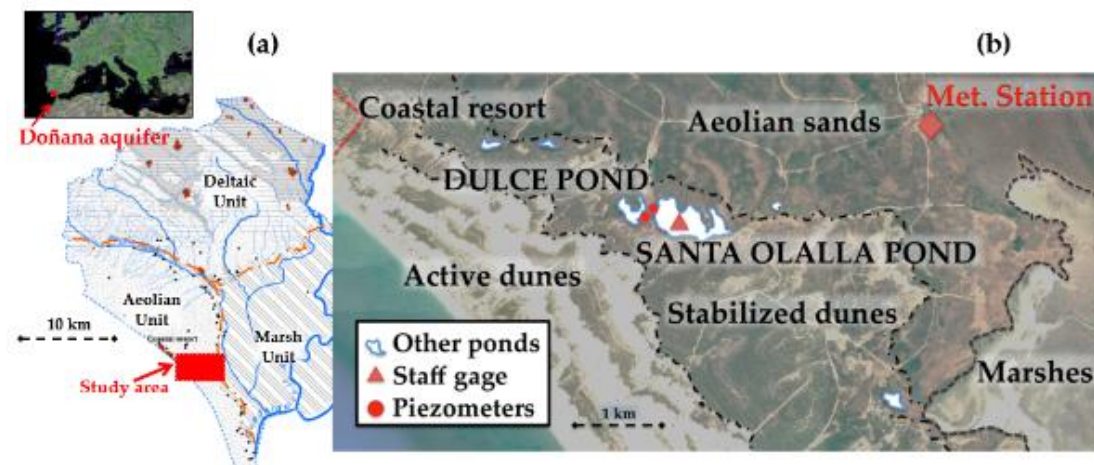 (a)
Doñana aquifer
Deltaic
Unit
Aeolian
Unit
10 km
Marsh
Unit
Study area
(b)
Coastal resort
Met. Station
Aeolian sands
DULCE POND
SANTA OLALLA POND
Active dunes
Stabilized dunes
Other ponds
Staff gage
Piezometers
Marshes
1 km